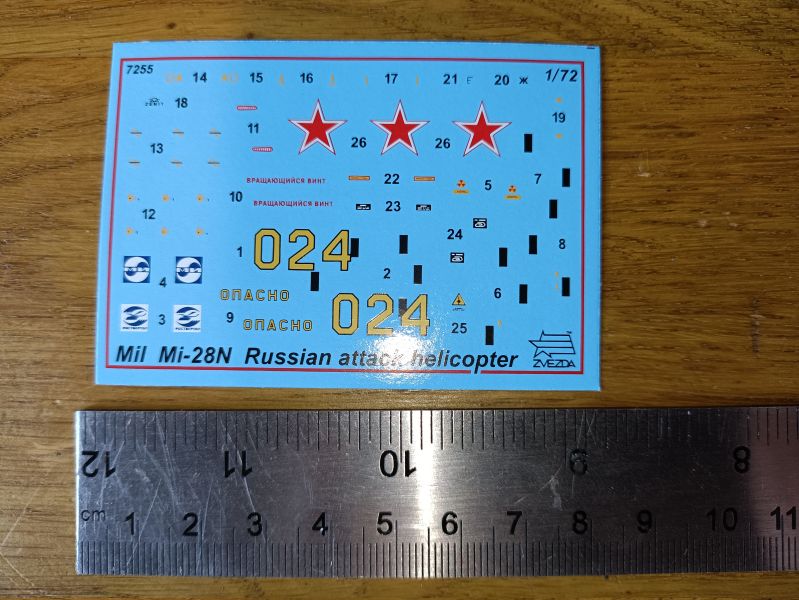 7255 ОА 14 АО 15 16 17 21 Е 20 Ж 1/72
ZENIT 18 19
11 26 26
13
ВРАЩАЮЩИЙСЯ ВИНТ 22 5 7
10
ВРАЩАЮЩИЙСЯ ВИНТ 23
12
24
1 024 8
4 2
ОПАСНО 6
3 9 ОПАСНО 024 25
Mil Mi-28N Russian attack helicopter ZVEZDA
12 11 10 9 8
cm 1 2 3 4 5 6 7 8 9 10 11